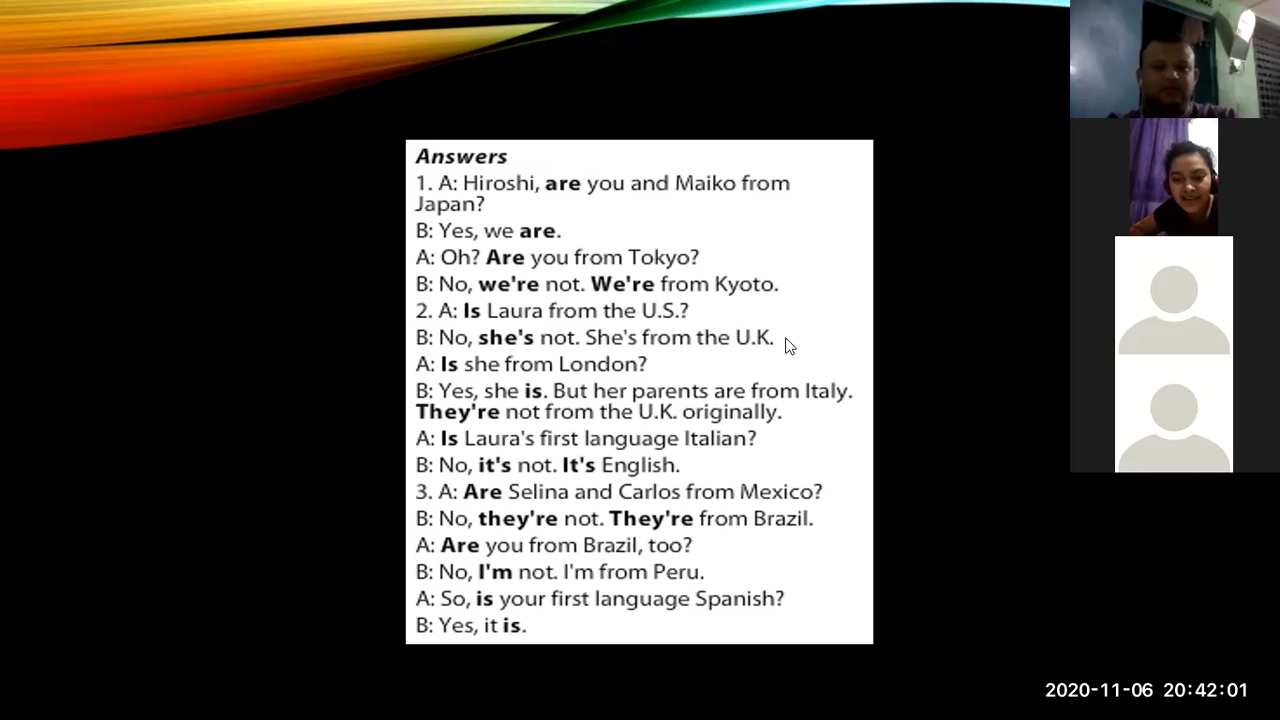 Answers
1. A: Hiroshi, are you and Maiko from
Japan?
B: Yes, we are.
A: Oh? Are you from Tokyo?
B: No, we're not. We're from Kyoto.
2. A: Is Laura from the U.S.?
B: No, she's not. She's from the U.K.
A: Is she from London?
B: Yes, she is. But her parents are from Italy.
They're not from the U.K. originally.
A: Is Laura's first language Italian?
B: No, it's not. It's English.
3. A: Are Selina and Carlos from Mexico?
B: No, they're not. They're from Brazil.
A: Are you from Brazil, too?
B: No, I'm not. I'm from Peru.
A: So, is your first language Spanish?
B: Yes, it is.
2020-11-06 20:42:01